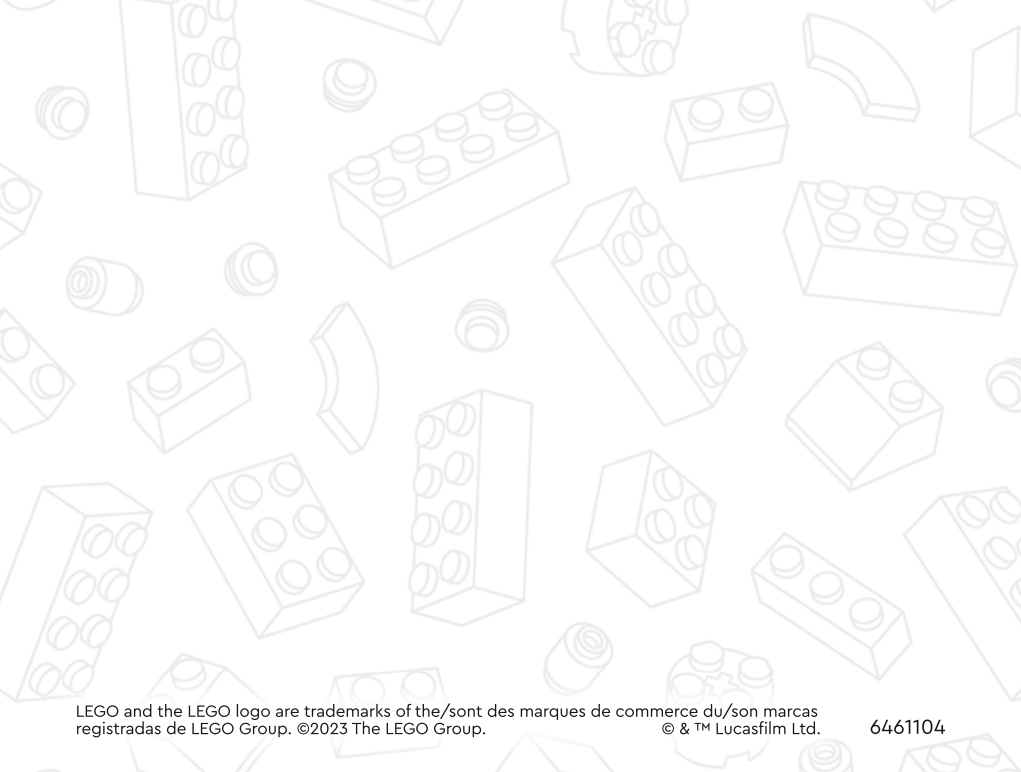 LEGO and the LEGO logo are trademarks of the/sont des marques de commerce du/son marcas
registradas de LEGO Group. ©2023 The LEGO Group. © & ™ Lucasfilm Ltd. 6461104